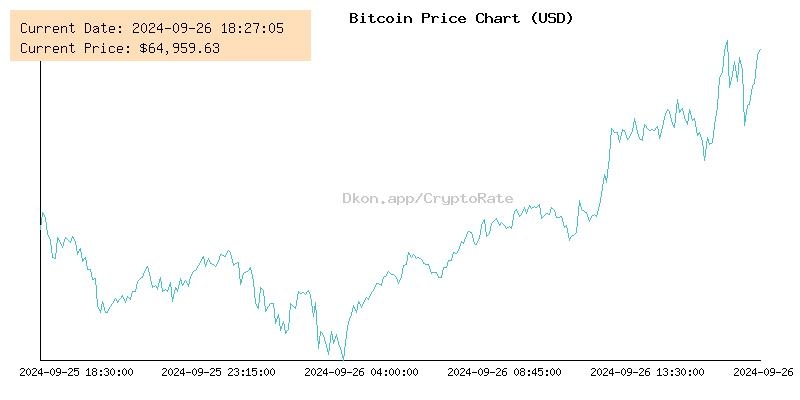 Bitcoin Price Chart (USD)
Current Date: 2024-09-26 18:27:05
Current Price: $64,959.63
Dkon.app/CryptoRate
2024-09-25 18:30:00
2024-09-25 23:15:00
2024-09-26 04:00:00
2024-09-26 08:45:00
2024-09-26 13:30:00
2024-09-26